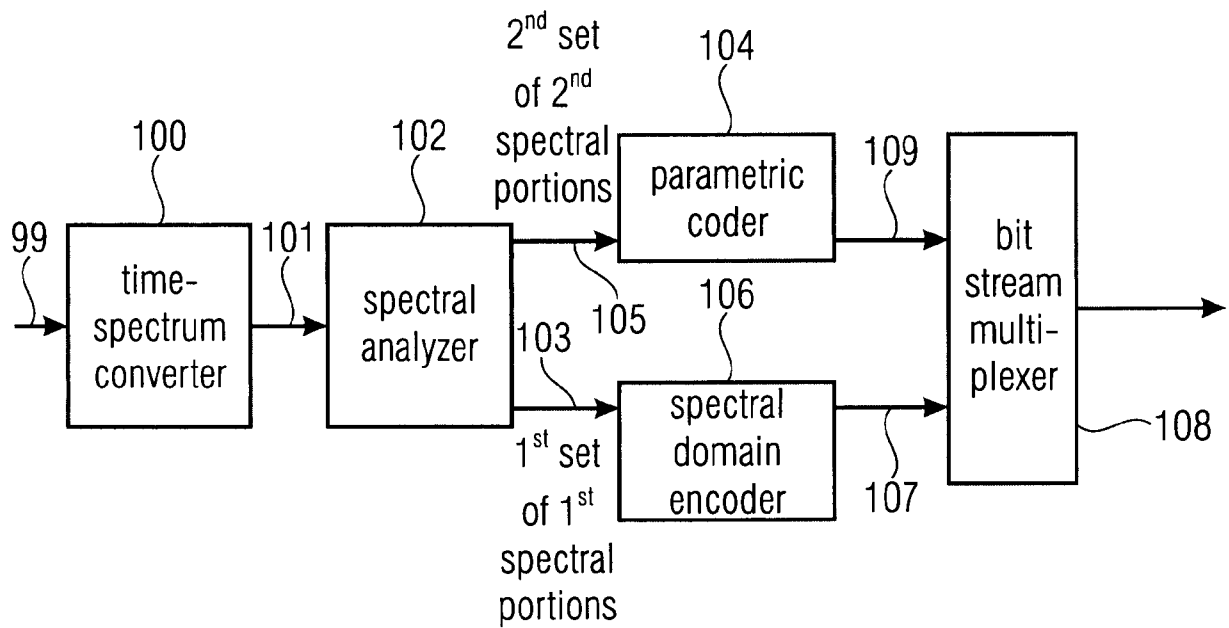 2nd set
of 2nd
spectral
portions
104
100
102
109
parametric
coder
99
101
time-
spectrum
converter
spectral
analyzer
105
103
106
bit
stream
multi-
plexer
1st set
of 1st
spectral
portions
spectral
domain
encoder
107
108